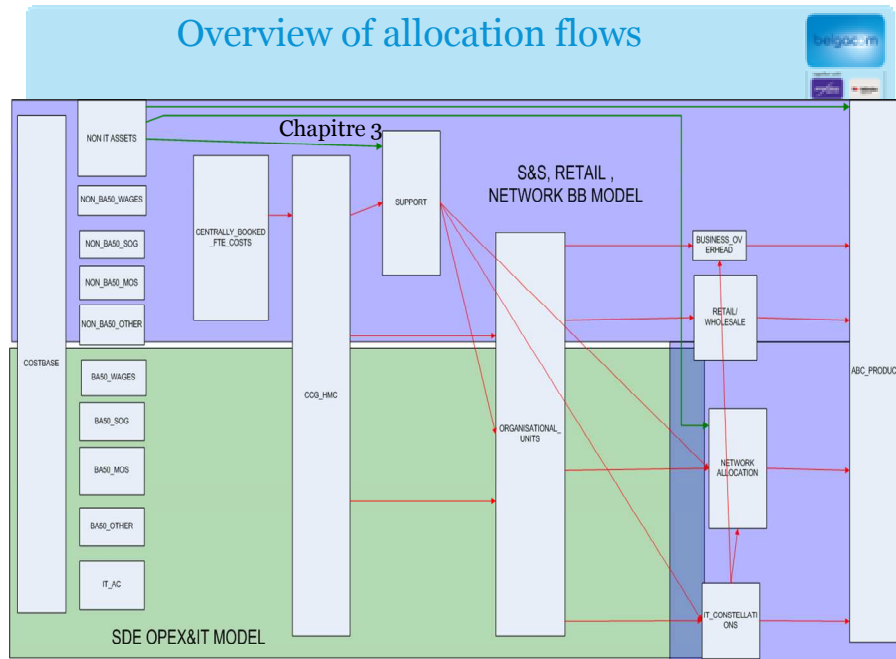 Overview of allocation flows
belgacom
NON IT ASSETS
Chapitre 3
S&S, RETAIL ,
NETWORK BB MODEL
SUPPORT
NON_BA50_WAGES
CENTRALLY_BOOKED
_FTE_COSTS
NON_BA50_SOG
BUSINESS_OV
ERHEAD
NON_BA50_MOS
RETAIL/
WHOLESALE
NON_BA50_OTHER
COSTBASE
BA50_WAGES
CCG_HMC
ABC_PRODUC
BA50_SOG
ORGANISATIONAL_
UNITS
BA50_MOS
NETWORK
ALLOCATION
BA50_OTHER
IT_AC
IT_CONSTELLATI
ONS
SDE OPEX&IT MODEL